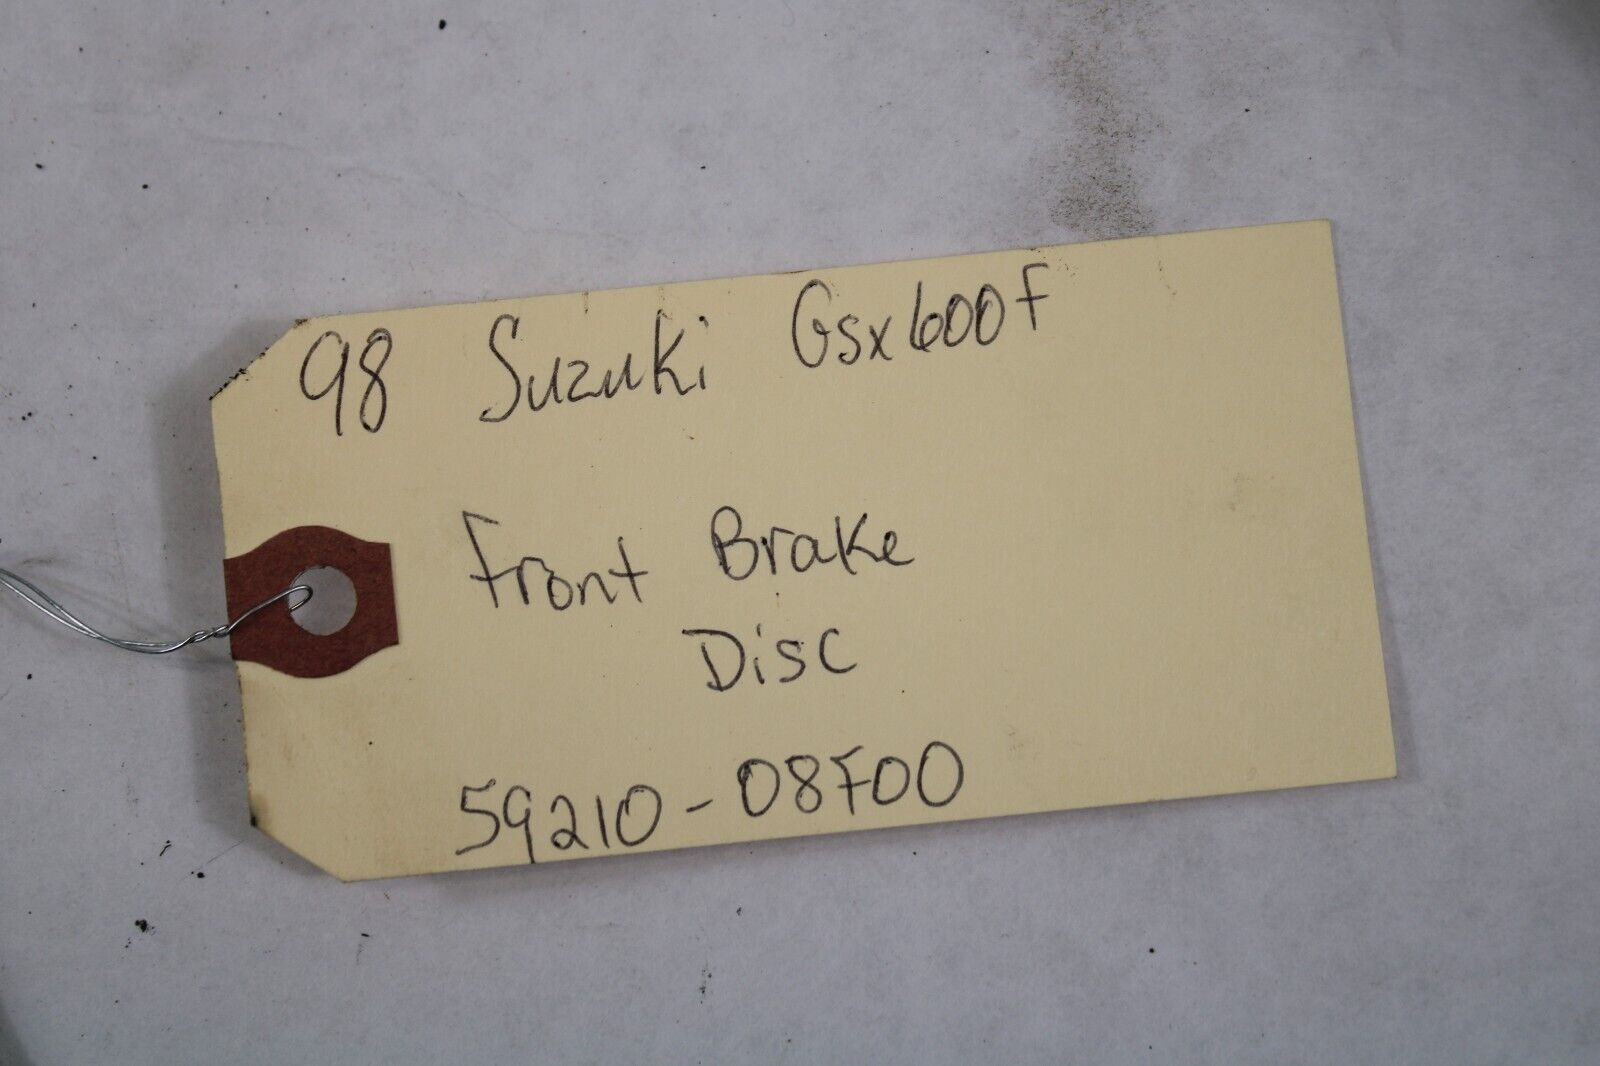 98 Suzuki Gsx600F
Front Brake
Disc
59210-08F00